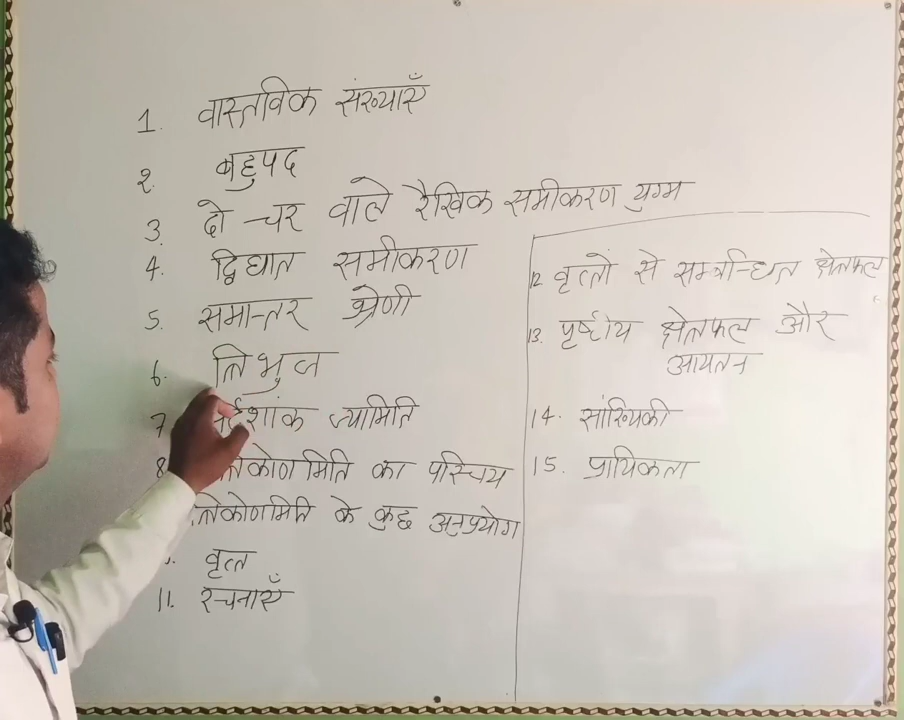 1. वास्तविक संख्याएँ
2. बहुपद
3. दो चर वाले रैखिक समीकरण युग्म
4. द्विघात समीकरण
5. समान्तर श्रेणी
6. त्रिभुज
7 र्देशांक ज्यामिति
8 कोणमिति का परिचय
त्रिकोणमिति के कुछ अनुप्रयोग
वृत्त
11. रचनाएँ
12 वृत्तों से सम्बन्धित क्षेत्रफल
13. पृष्ठीय क्षेत्रफल और
आयतन
14. सांख्यिकी
15. प्रायिकता